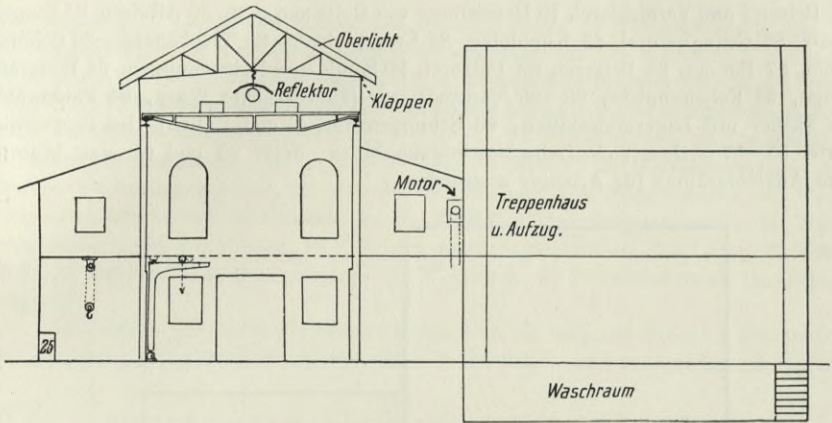 Oberlicht
Reflektor
Klappen
Motor
Treppenhaus
u. Aufzug.
25
Waschraum